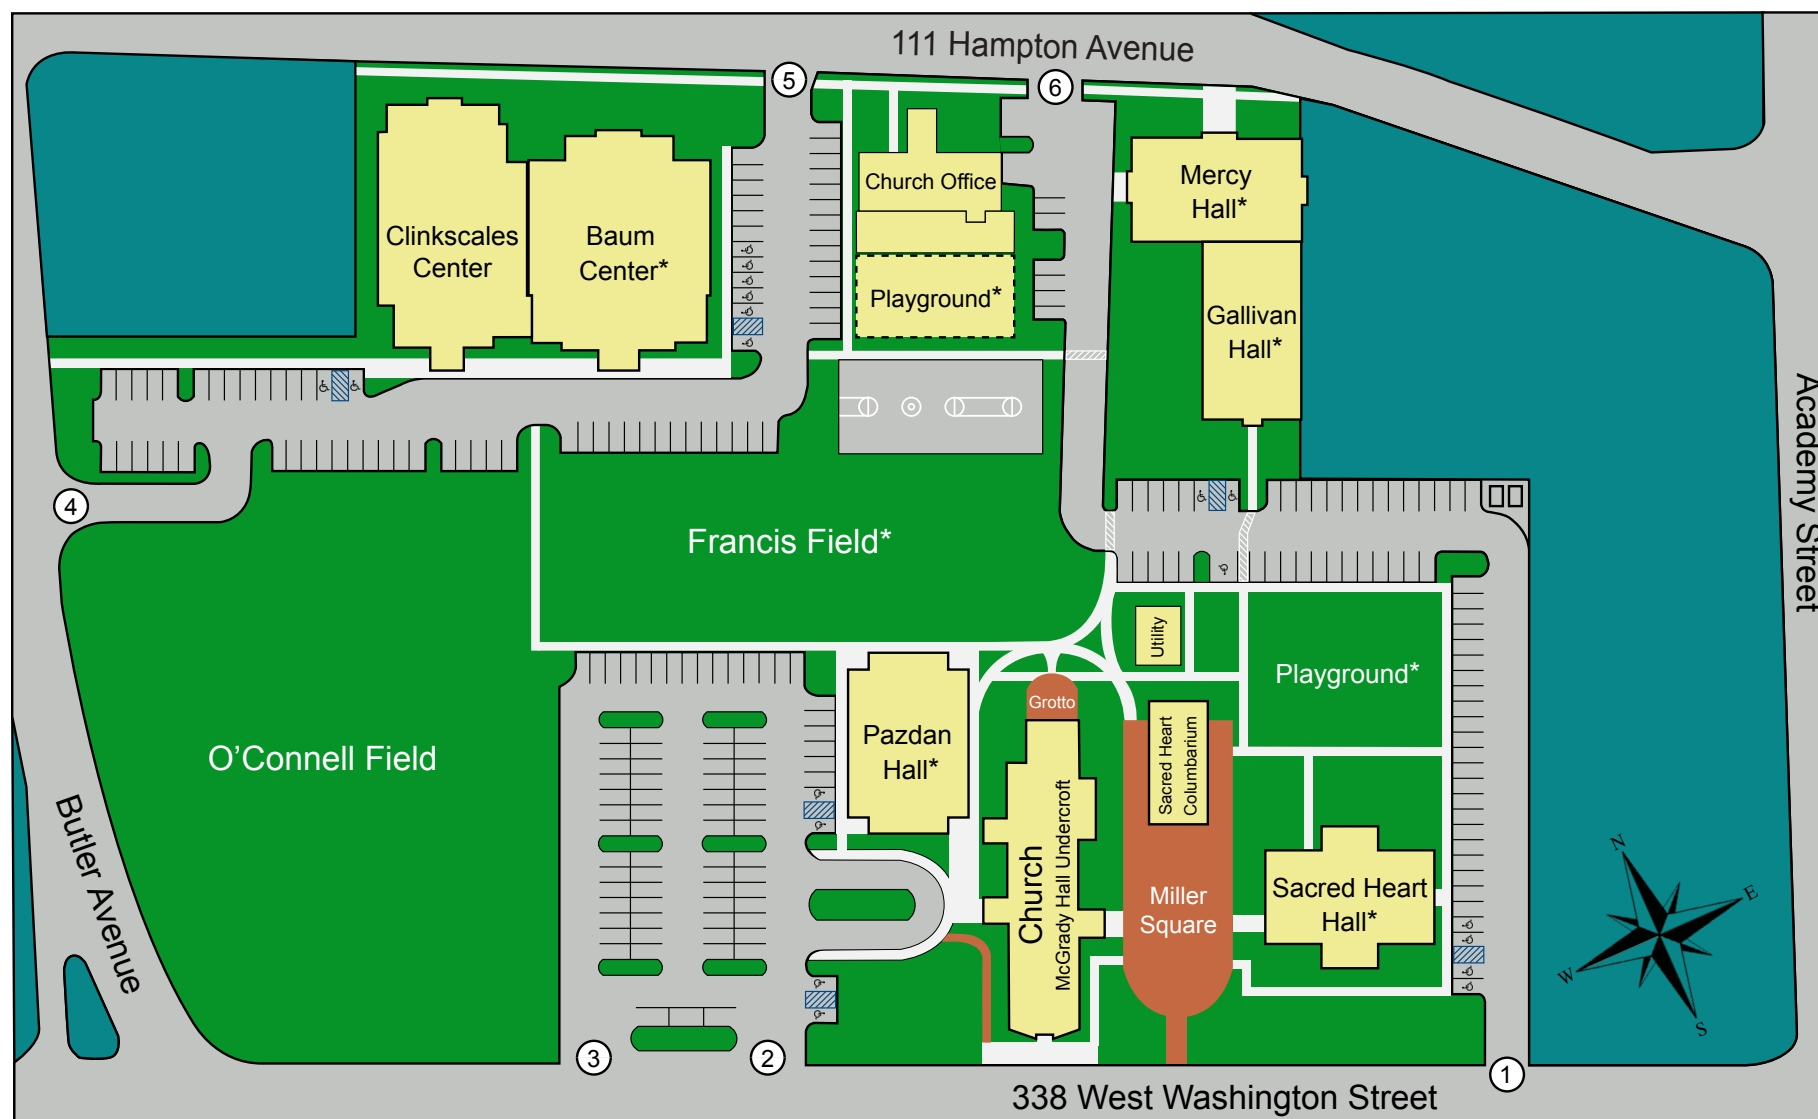 111 Hampton Avenue
5
6
Clinkscales
Center
Baum
Center*
Church Office
Playground*
Mercy
Hall*
Gallivan
Hall*
Academy Street
4
Francis Field*
Utility
Playground*
O’Connell Field
Pazdan
Hall*
Grotto
Church
McGrady Hall Undercroft
Sacred Heart
Columbarium
Miller
Square
Sacred Heart
Hall*
Butler Avenue
N
E
W
S
3
2
1
338 West Washington Street